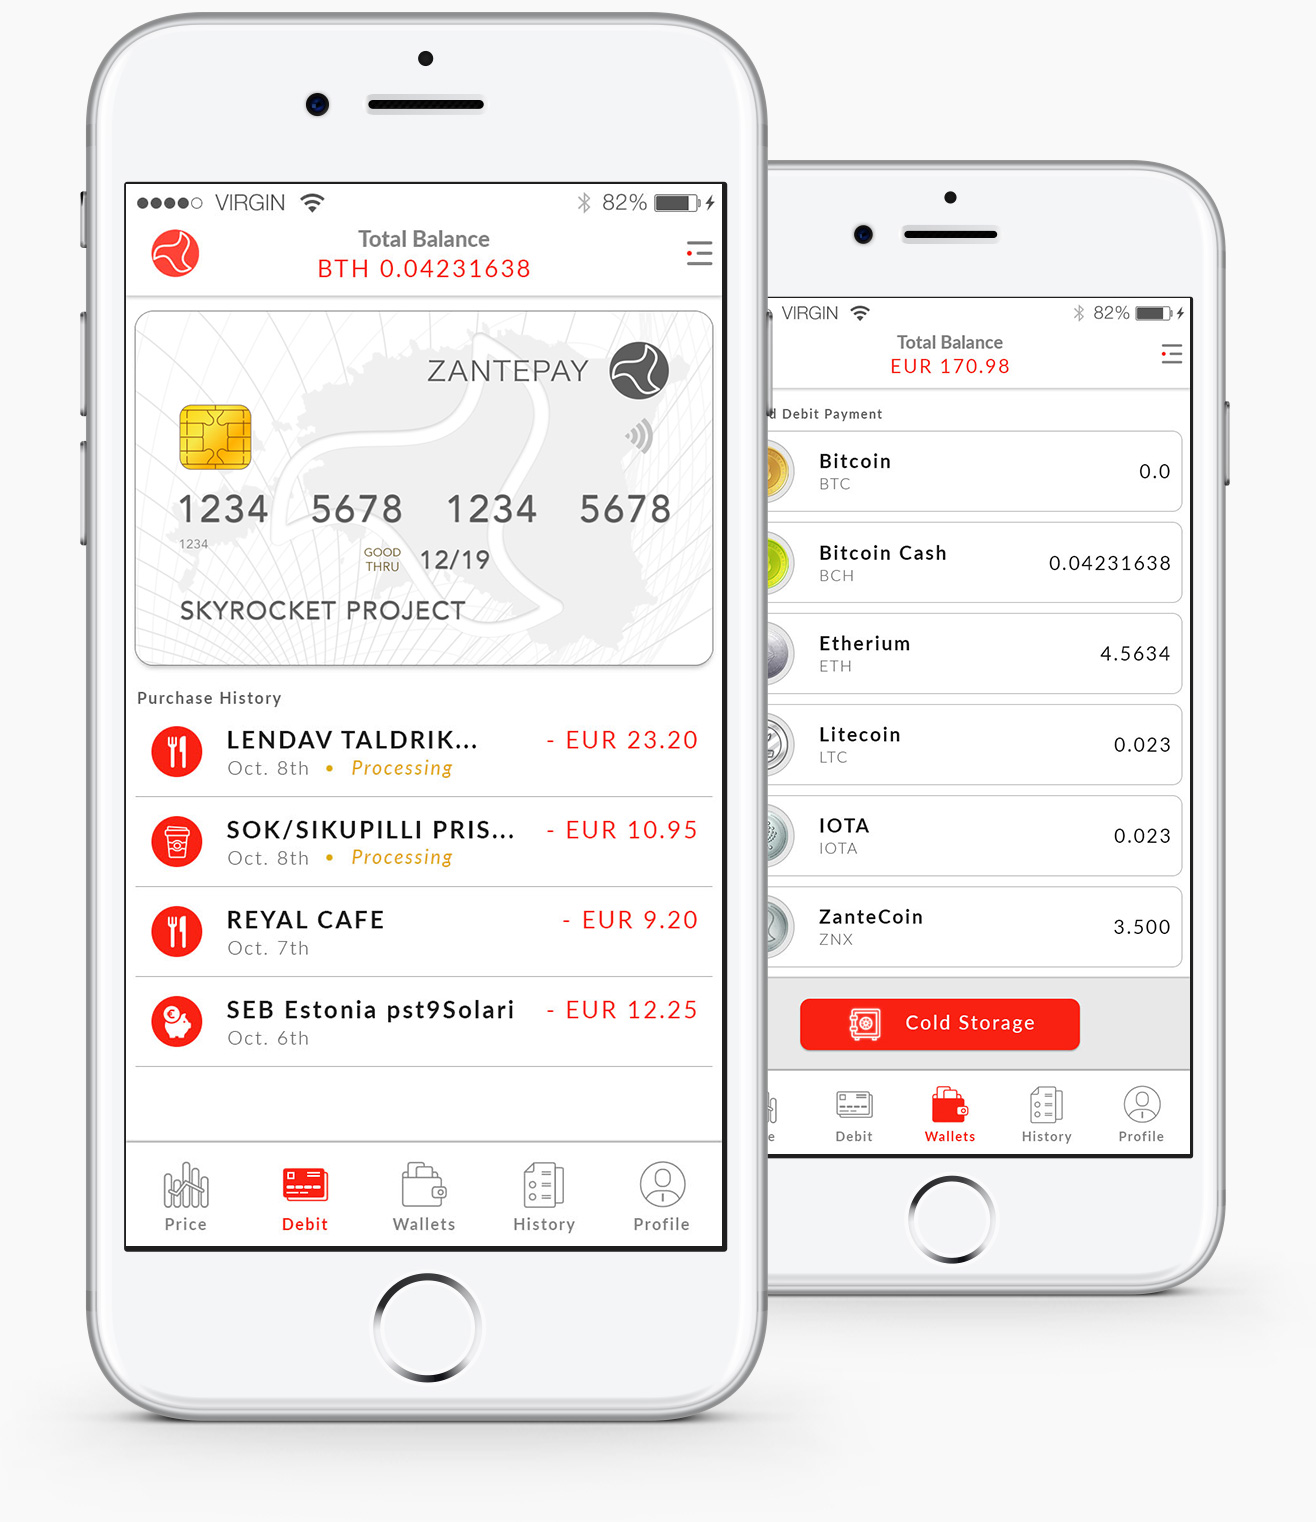 VIRGIN 82%
Total Balance
BTH 0.04231638
ZANTEPAY
1234 5678 1234 5678
1234
GOOD THRU 12/19
SKYROCKET PROJECT
Purchase History
LENDAV TALDRIK... - EUR 23.20
Oct. 8th • Processing
SOK/SIKUPILLI PRIS... - EUR 10.95
Oct. 8th • Processing
REYAL CAFE - EUR 9.20
Oct. 7th
SEB Estonia pst9Solari - EUR 12.25
Oct. 6th
Price Debit Wallets History Profile
VIRGIN 82%
Total Balance
EUR 170.98
Debit Payment
Bitcoin 0.0
BTC
Bitcoin Cash 0.04231638
BCH
Etherium 4.5634
ETH
Litecoin 0.023
LTC
IOTA 0.023
IOTA
ZanteCoin 3.500
ZNX
Cold Storage
Debit Wallets History Profile